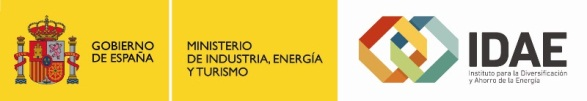 GOBIERNO
DE ESPAÑA
MINISTERIO
DE INDUSTRIA, ENERGÍA
Y TURISMO
IDAE
Instituto para la Diversificación
y Ahorro de la Energía